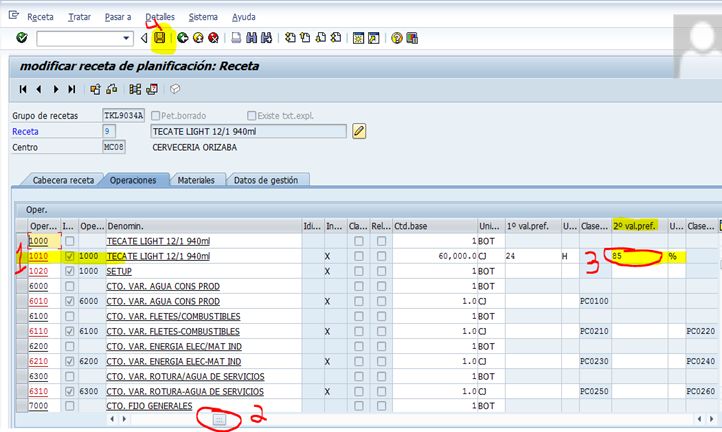 Receta Tratar Pasar a Detalles Sistema Ayuda
4
modificar receta de planificación: Receta
Grupo de recetas TKL9034A Pet.borrado Existe txt.expl.
Receta 9 TECATE LIGHT 12/1 940ml
Centro MC08 CERVECERIA ORIZABA
Cabecera receta Operaciones Materiales Datos de gestión
Oper.
Oper... I... Ope... Denomin. Idi... In... Cla... Rel... Ctd.base Uni... 1º val.pref. U... Clase... 2º val.pref. U... Clase...
1000 TECATE LIGHT 12/1 940ml 1 BOT
1 1010 1000 TECATE LIGHT 12/1 940ml X 60,000.0 CJ 24 H 3 85 %
1020 1000 SETUP X 1 BOT
6000 CTO. VAR. AGUA CONS PROD 1 BOT
6010 6000 CTO. VAR. AGUA CONS PROD X 1.0 CJ PC0100
6100 CTO. VAR. FLETES/COMBUSTIBLES 1 BOT
6110 6100 CTO. VAR. FLETES-COMBUSTIBLES X 1.0 CJ PC0210 PC0220
6200 CTO. VAR. ENERGIA ELEC/MAT IND 1 BOT
6210 6200 CTO. VAR. ENERGIA ELEC-MAT IND X 1.0 CJ PC0230 PC0240
6300 CTO. VAR. ROTURA/AGUA DE SERVICIOS 1 BOT
6310 6300 CTO. VAR. ROTURA-AGUA DE SERVICIOS X 1.0 CJ PC0250 PC0260
7000 CTO. FIJO GENERALES 1 BOT
2